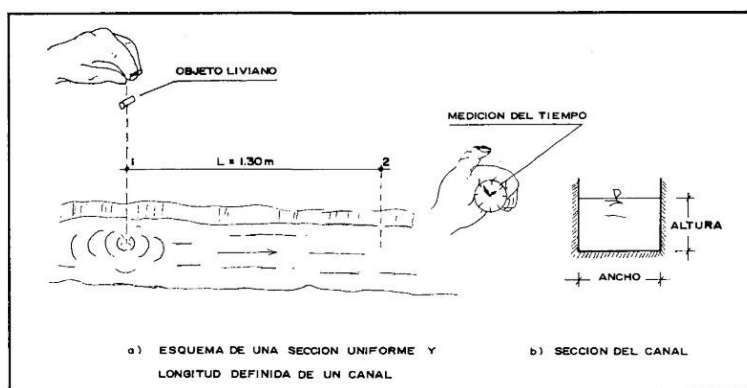 OBJETO LIVIANO
MEDICION DEL TIEMPO
1
L = 1.30 m
2
ALTURA
ANCHO
a) ESQUEMA DE UNA SECCION UNIFORME Y
LONGITUD DEFINIDA DE UN CANAL
b) SECCION DEL CANAL